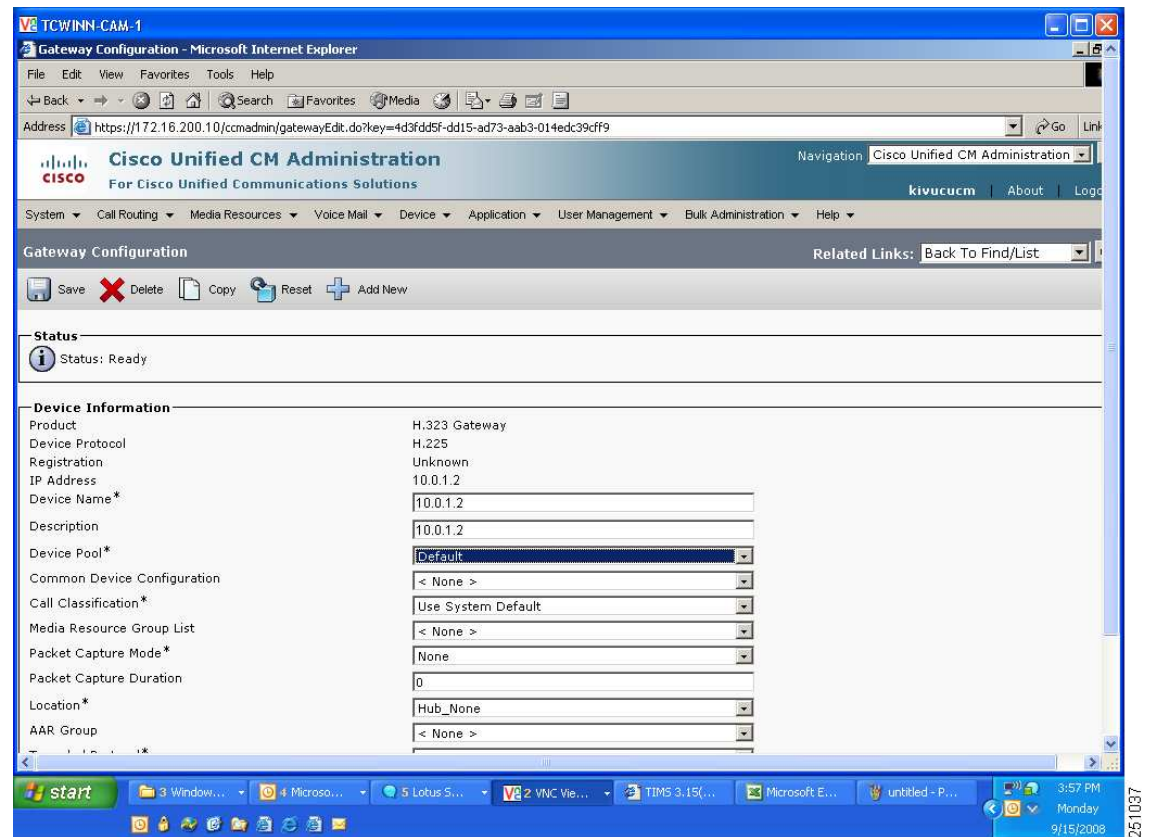 TCWINN-CAM-1
Gateway Configuration - Microsoft Internet Explorer
File Edit View Favorites Tools Help
Back Search Favorites Media
Address https://172.16.200.10/ccmadmin/gatewayEdit.do?key=4d3fdd5f-dd15-ad73-aab3-014edc39cff9 Go Link
CISCO Cisco Unified CM Administration Navigation Cisco Unified CM Administration
For Cisco Unified Communications Solutions kivucucm | About |
System Call Routing Media Resources Voice Mail Device Application User Management Bulk Administration Help
Gateway Configuration Related Links: Back To Find/List
Save Delete Copy Reset Add New
Status
Status: Ready
Device Information
Product H.323 Gateway
Device Protocol H.225
Registration Unknown
IP Address 10.0.1.2
Device Name* 10.0.1.2
Description 10.0.1.2
Device Pool* Default
Common Device Configuration < None >
Call Classification* Use System Default
Media Resource Group List < None >
Packet Capture Mode* None
Packet Capture Duration 0
Location* Hub_None
AAR Group < None >
start 3 Window... 4 Microso... 5 Lotus S... 2 VNC Vie... TIMS 3.15(... Microsoft E... untitled - P... 3:57 PM
Monday
9/15/2008
251037